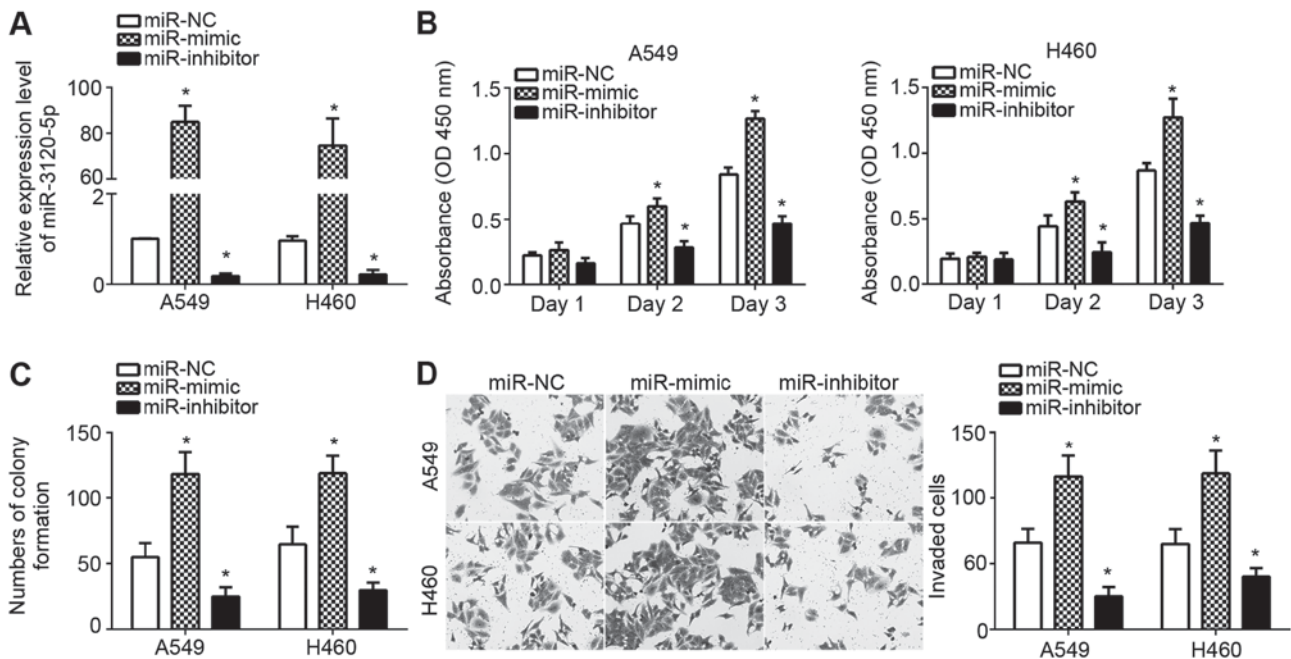 A
miR-NC
miR-mimic
miR-inhibitor
Relative expression level
of miR-3120-5p
100
80
60
2
1
0
*
*
*
*
A549
H460
B
A549
miR-NC
miR-mimic
miR-inhibitor
Absorbance (OD 450 nm)
1.5
1.0
0.5
0.0
*
*
*
*
Day 1
Day 2
Day 3
H460
miR-NC
miR-mimic
miR-inhibitor
Absorbance (OD 450 nm)
1.5
1.0
0.5
0.0
*
*
*
*
Day 1
Day 2
Day 3
C
miR-NC
miR-mimic
miR-inhibitor
Numbers of colony
formation
150
100
50
0
*
*
*
*
A549
H460
D
miR-NC
miR-mimic
miR-inhibitor
A549
H460
miR-NC
miR-mimic
miR-inhibitor
Invaded cells
150
100
60
0
*
*
*
*
A549
H460